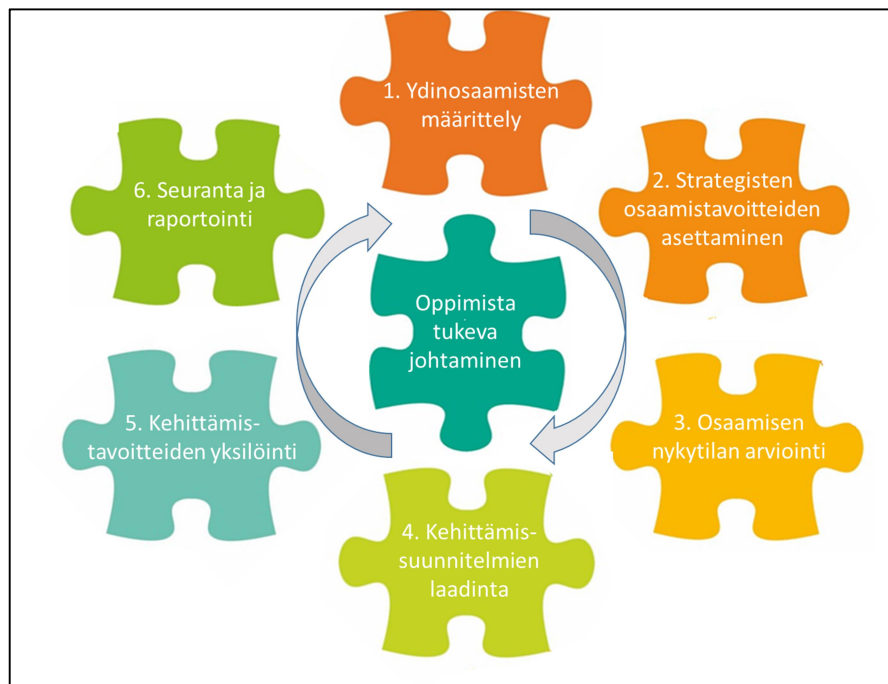 1. Ydinosaamisten
määrittely
2. Strategisten
osaamistavoitteiden
asettaminen
3. Osaamisen
nykytilan arviointi
4. Kehittämis-
suunnitelmien
laadinta
5. Kehittämis-
tavoitteiden yksilöinti
6. Seuranta ja
raportointi
Oppimista
tukeva
johtaminen